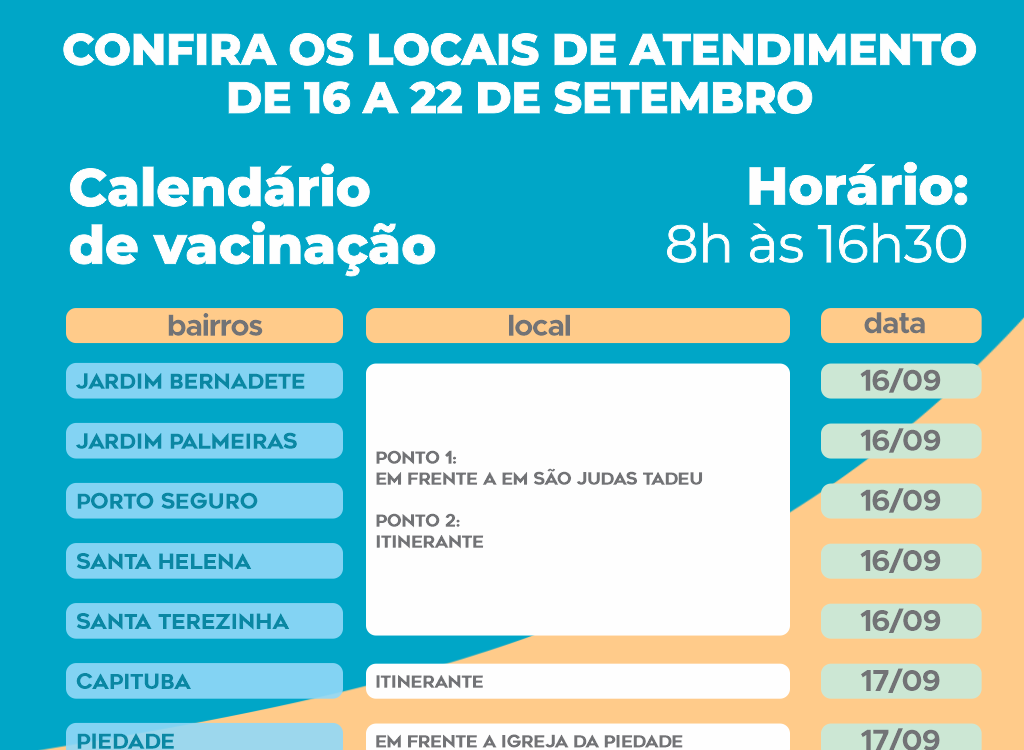 CONFIRA OS LOCAIS DE ATENDIMENTO
DE 16 A 22 DE SETEMBRO
Calendário
de vacinação
Horário:
8h às 16h30
bairros
local
data
JARDIM BERNADETE
16/09
JARDIM PALMEIRAS
16/09
PORTO SEGURO
16/09
SANTA HELENA
16/09
SANTA TEREZINHA
16/09
PONTO 1:
EM FRENTE A EM SÃO JUDAS TADEU
PONTO 2:
ITINERANTE
CAPITUBA
ITINERANTE
17/09
PIEDADE
EM FRENTE A IGREJA DA PIEDADE
17/09